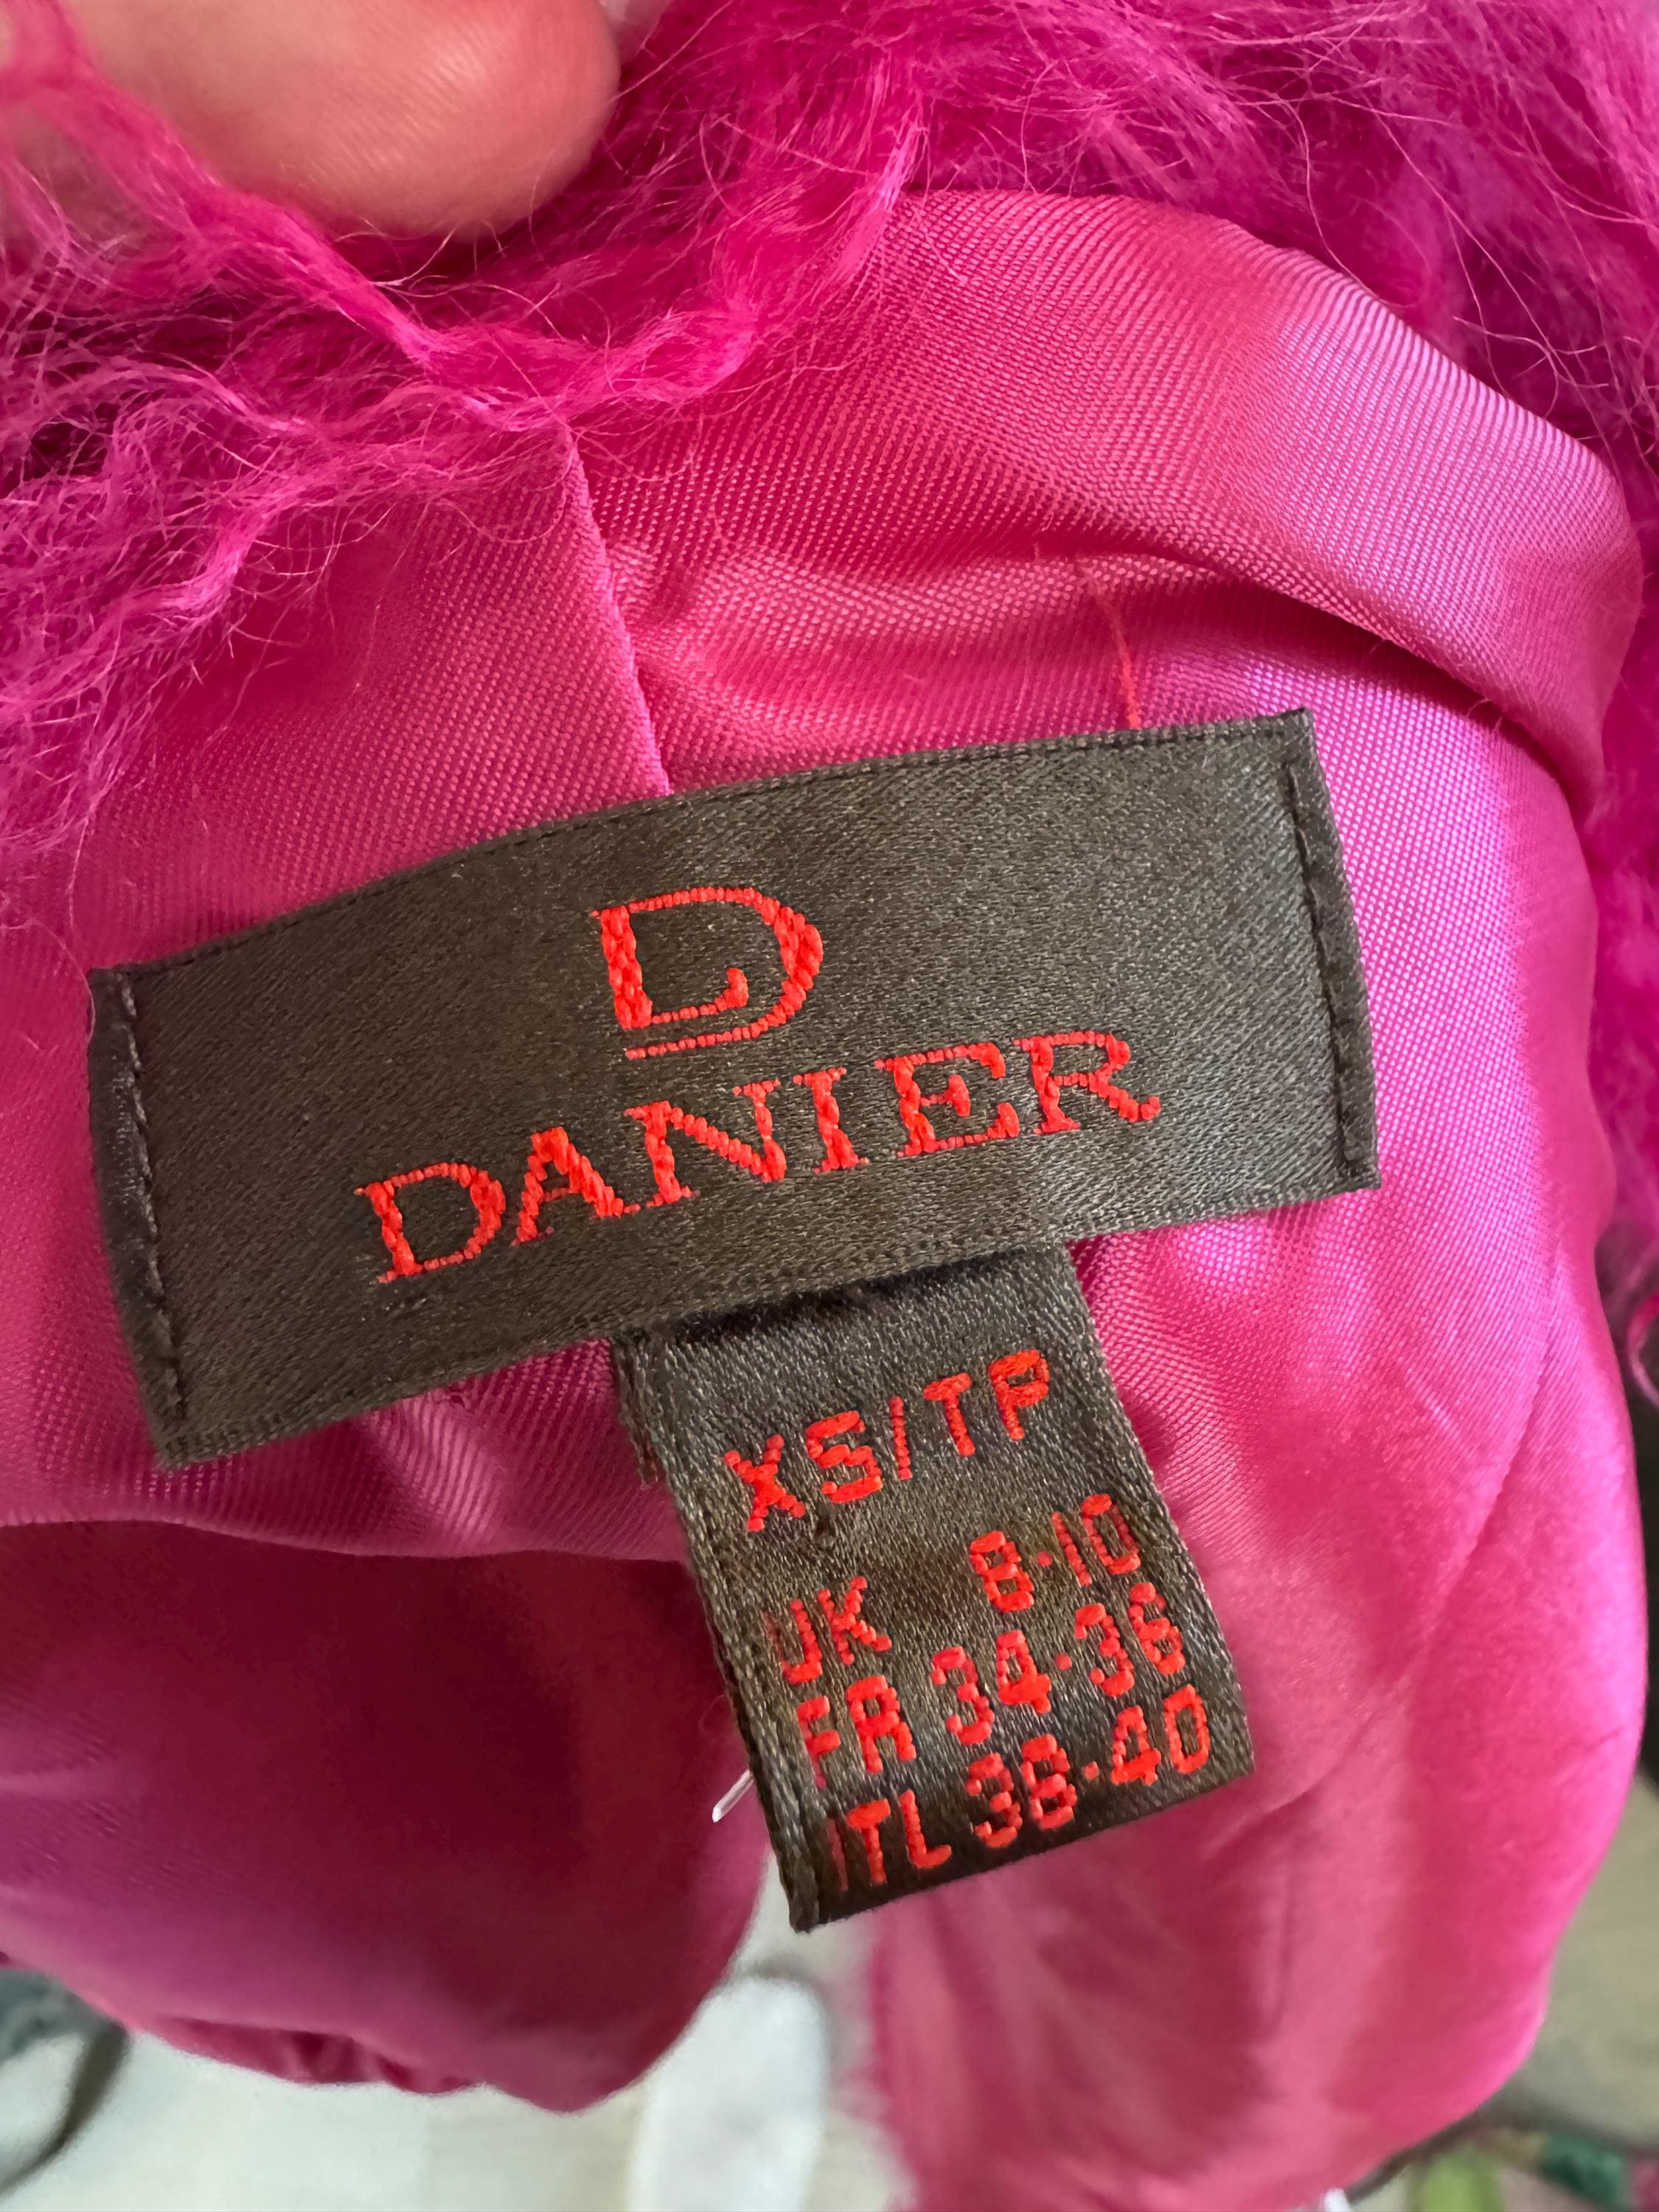 D
DANIER
XS/TP
UK 8-10
FR 34-36
ITL 38-40